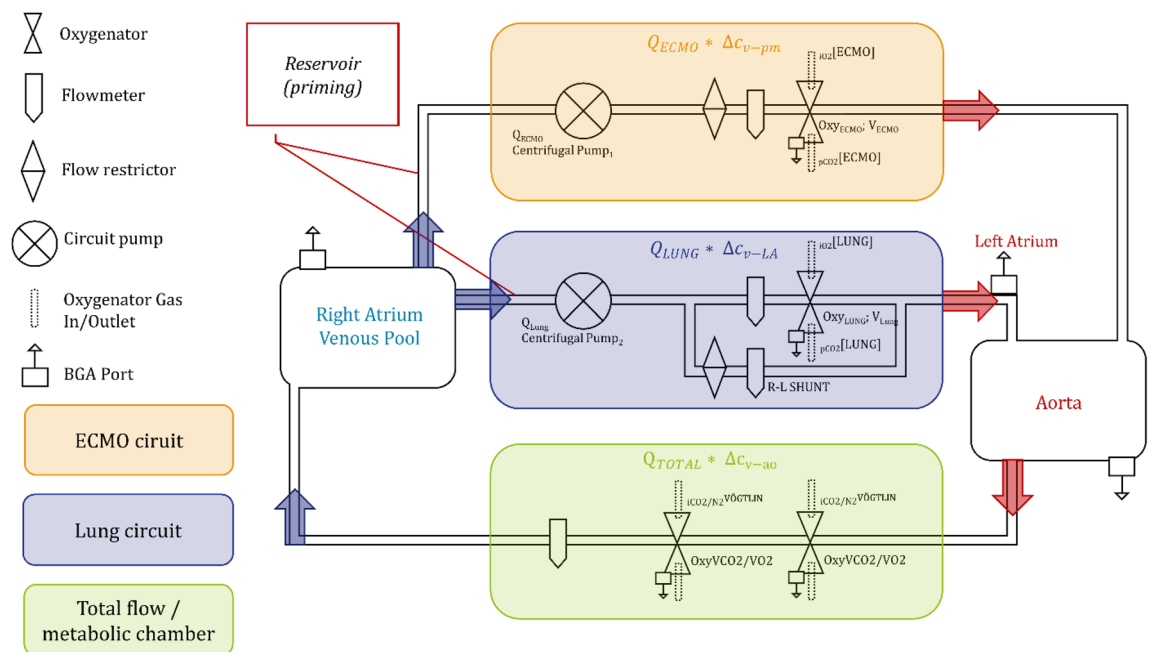 Oxygenator
Flowmeter
Flow restrictor
Circuit pump
Oxygenator Gas
In/Outlet
BGA Port
ECMO ciruit
Lung circuit
Total flow /
metabolic chamber
Reservoir
(priming)
Right Atrium
Venous Pool
Q_ECMO * Δc_v−pm
Q_ECMO
Centrifugal Pump₁
iO2[ECMO]
Oxy_ECMO; V_ECMO
pCO2[ECMO]
Q_LUNG * Δc_v−LA
Q_Lung
Centrifugal Pump₂
iO2[LUNG]
Oxy_LUNG; V_Lung
pCO2[LUNG]
R-L SHUNT
Left Atrium
Aorta
Q_TOTAL * Δc_v−ao
iCO2/N2 VÖGTLIN
iCO2/N2 VÖGTLIN
OxyVCO2/VO2
OxyVCO2/VO2